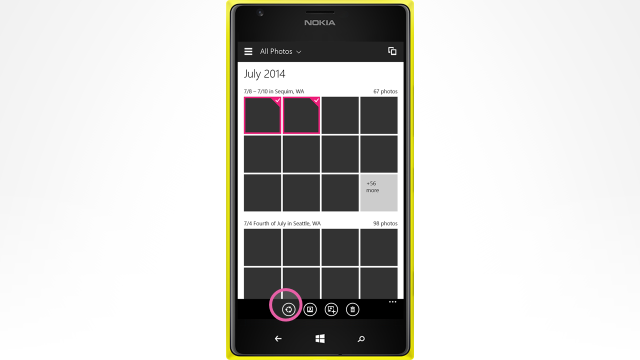 NOKIA
All Photos
July 2014
7/8 – 7/10 in Sequim, WA
67 photos
+56
more
7/4 Fourth of July in Seattle, WA
98 photos